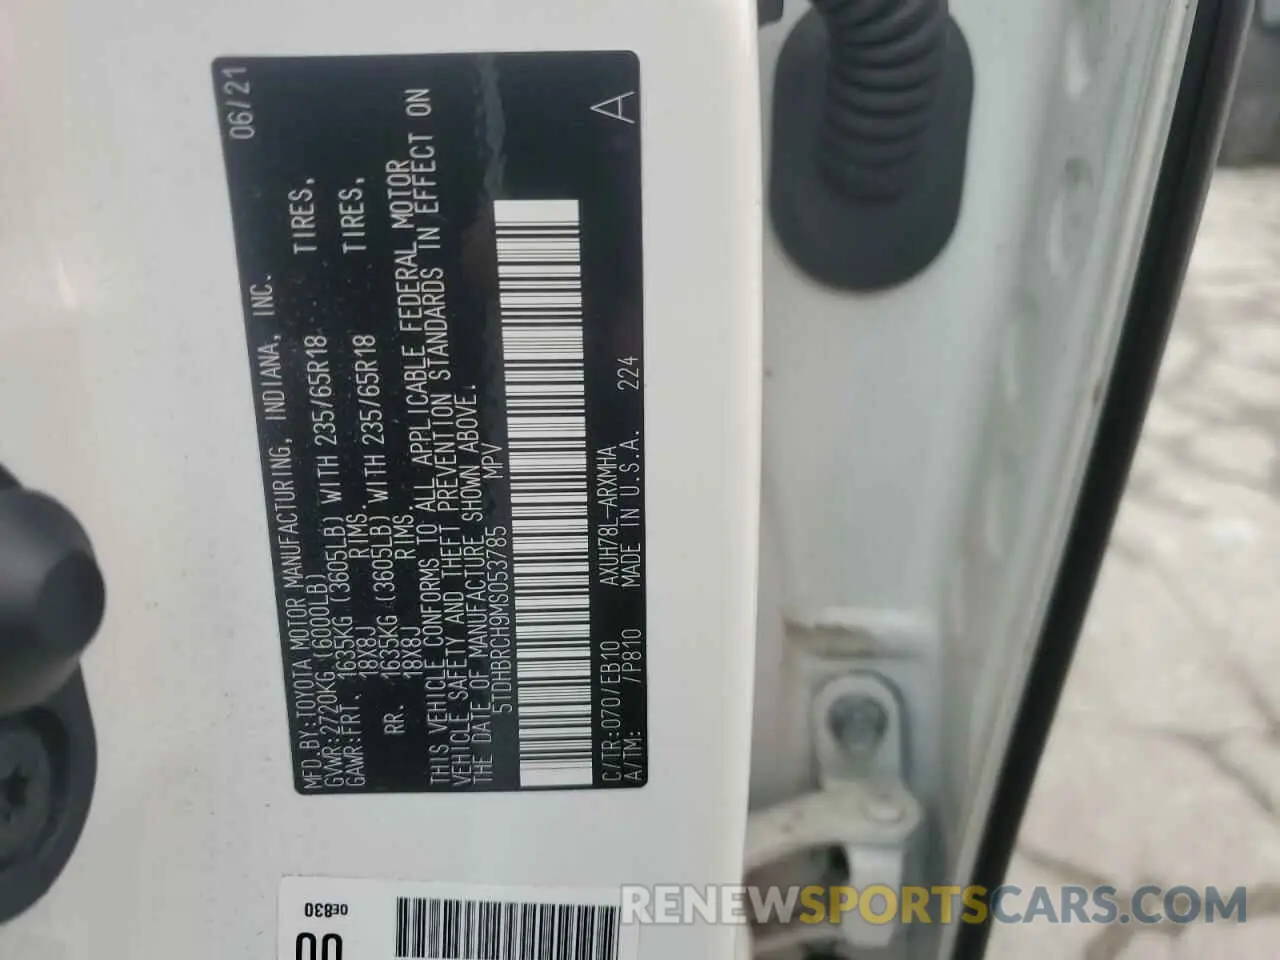 MFD.BY:TOYOTA MOTOR MANUFACTURING, INDIANA, INC. 06/21
GVWR:2720KG (6000LB)
GAWR:FRT. 1635KG (3605LB) WITH 235/65R18 TIRES,
18X8J RIMS.
RR. 1635KG (3605LB) WITH 235/65R18 TIRES,
18X8J RIMS.
THIS VEHICLE CONFORMS TO ALL APPLICABLE FEDERAL MOTOR
VEHICLE SAFETY AND THEFT PREVENTION STANDARDS IN EFFECT ON
THE DATE OF MANUFACTURE SHOWN ABOVE.
5TDHBRCH9MS053785 MPV
A
C/TR:070/EB10 AXUH78L-ARXMHA 224
A/TM: /P810 MADE IN U.S.A.
0E830
RENEWSPORTSCARS.COM